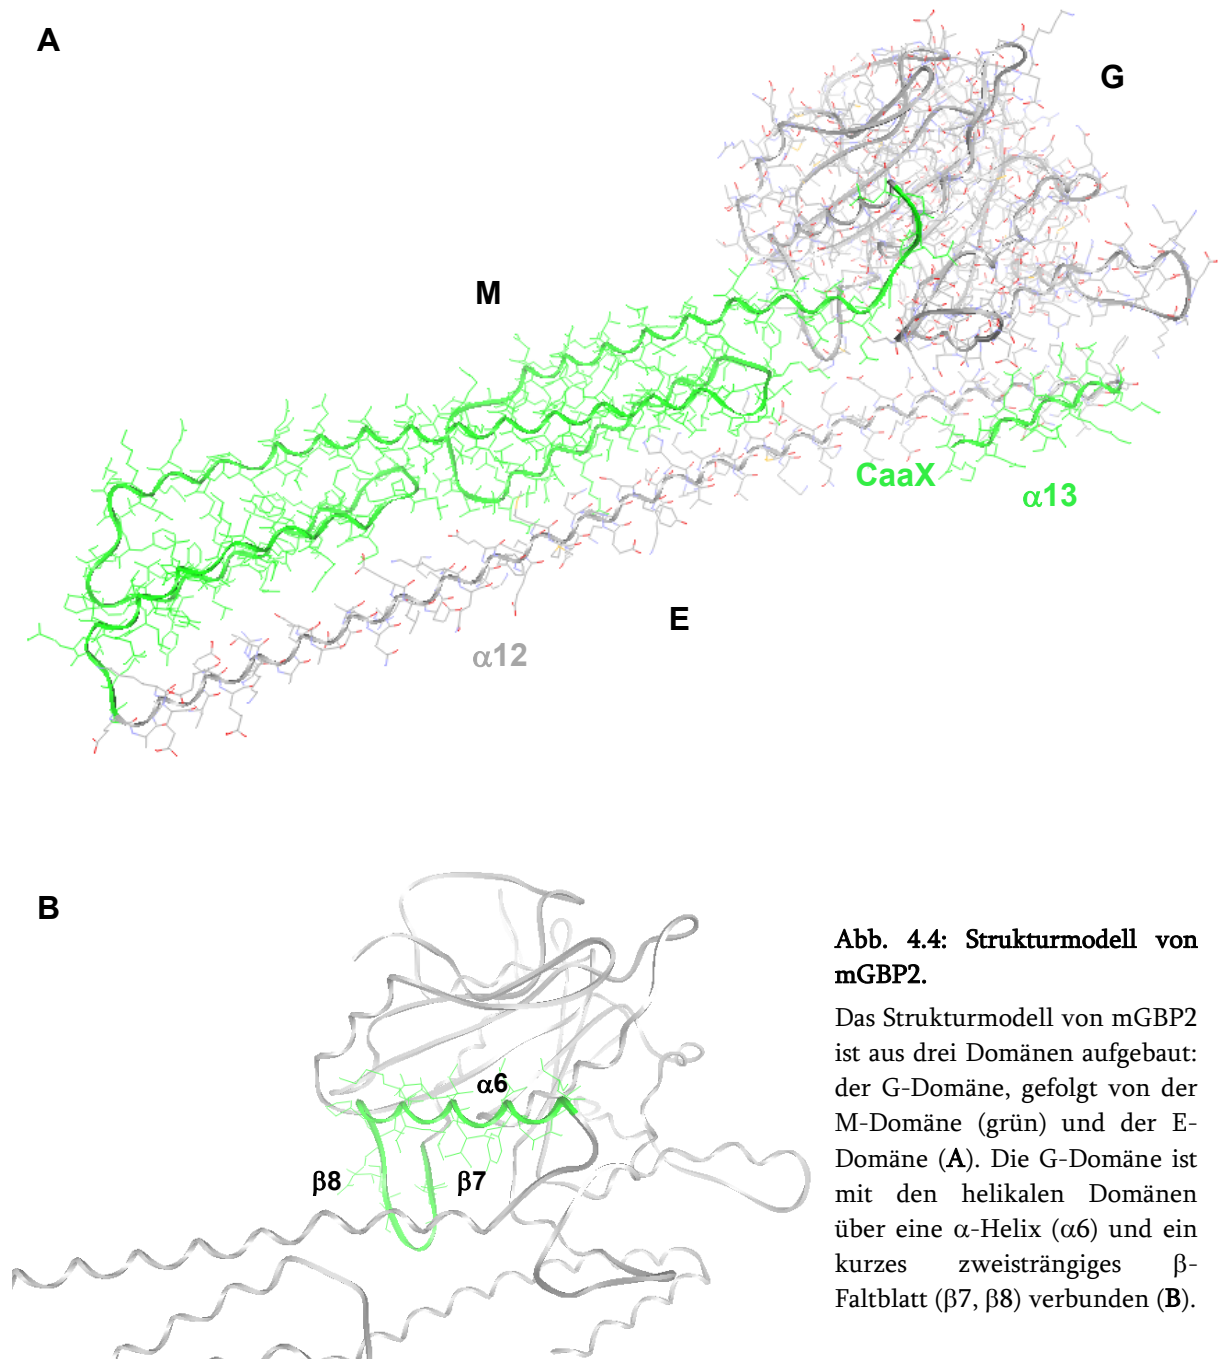 A
G
M
CaaX
α13
E
α12
B
α6
β8
β7
Abb. 4.4: Strukturmodell von
mGBP2.
Das Strukturmodell von mGBP2
ist aus drei Domänen aufgebaut:
der G-Domäne, gefolgt von der
M-Domäne (grün) und der E-
Domäne (A). Die G-Domäne ist
mit den helikalen Domänen
über eine α-Helix (α6) und ein
kurzes zweisträngiges β-
Faltblatt (β7, β8) verbunden (B).